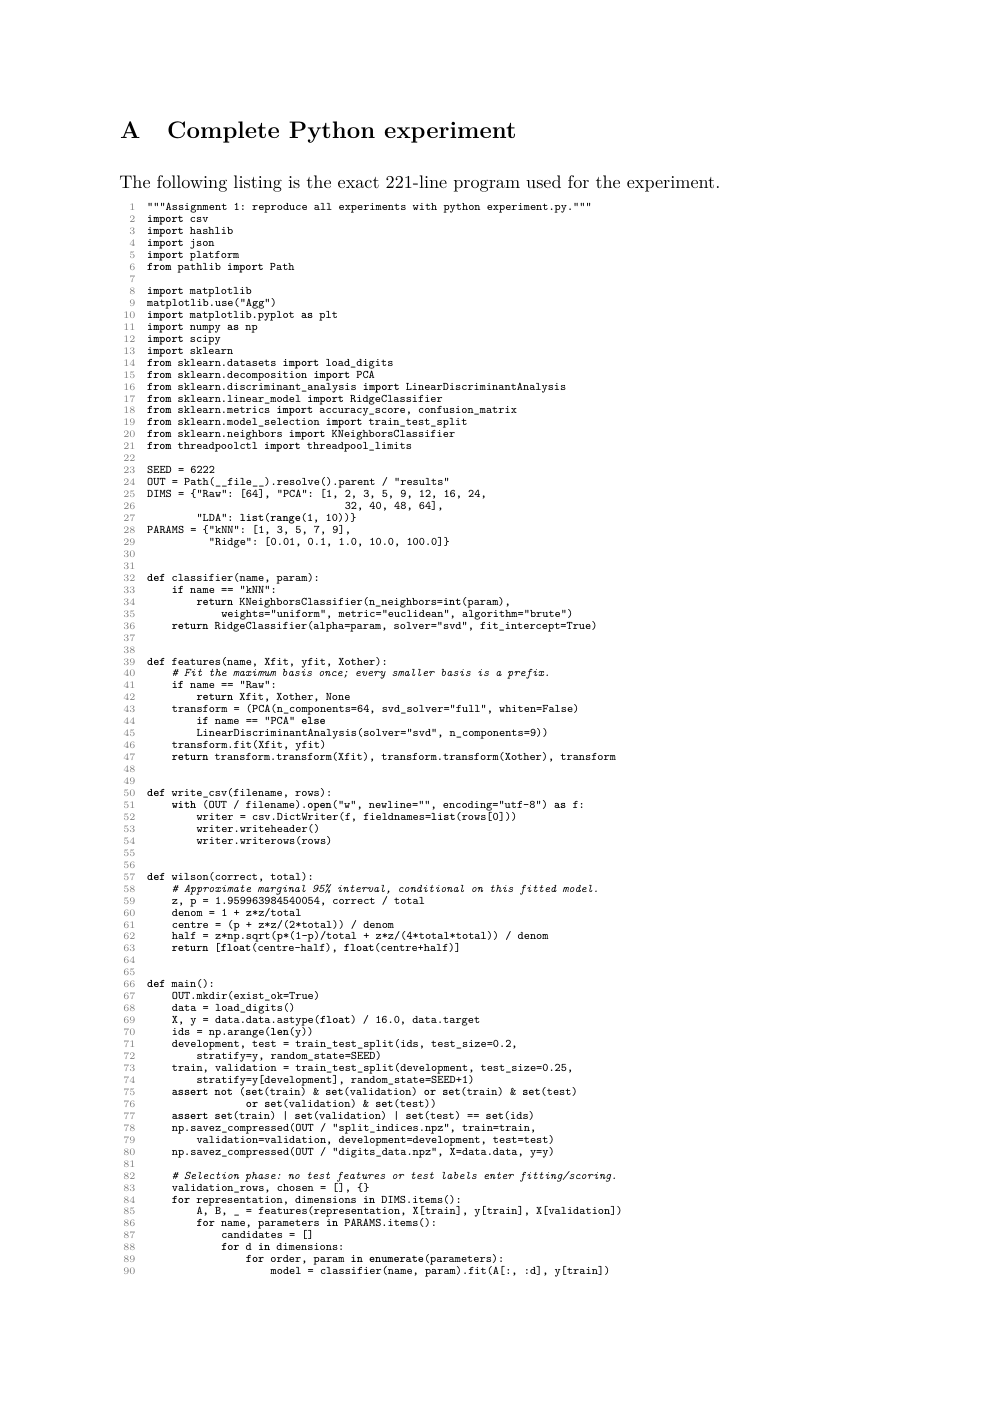 A Complete Python experiment
The following listing is the exact 221-line program used for the experiment.
1 """Assignment 1: reproduce all experiments with python experiment.py."""
2 import csv
3 import hashlib
4 import json
5 import platform
6 from pathlib import Path
7
8 import matplotlib
9 matplotlib.use("Agg")
10 import matplotlib.pyplot as plt
11 import numpy as np
12 import scipy
13 import sklearn
14 from sklearn.datasets import load_digits
15 from sklearn.decomposition import PCA
16 from sklearn.discriminant_analysis import LinearDiscriminantAnalysis
17 from sklearn.linear_model import RidgeClassifier
18 from sklearn.metrics import accuracy_score, confusion_matrix
19 from sklearn.model_selection import train_test_split
20 from sklearn.neighbors import KNeighborsClassifier
21 from threadpoolctl import threadpool_limits
22
23 SEED = 6222
24 OUT = Path(__file__).resolve().parent / "results"
25 DIMS = {"Raw": [64], "PCA": [1, 2, 3, 5, 9, 12, 16, 24,
26                                 32, 40, 48, 64],
27         "LDA": list(range(1, 10))}
28 PARAMS = {"kNN": [1, 3, 5, 7, 9],
29           "Ridge": [0.01, 0.1, 1.0, 10.0, 100.0]}
30
31
32 def classifier(name, param):
33     if name == "kNN":
34         return KNeighborsClassifier(n_neighbors=int(param),
35             weights="uniform", metric="euclidean", algorithm="brute")
36     return RidgeClassifier(alpha=param, solver="svd", fit_intercept=True)
37
38
39 def features(name, Xfit, yfit, Xother):
40     # Fit the maximum basis once; every smaller basis is a prefix.
41     if name == "Raw":
42         return Xfit, Xother, None
43     transform = (PCA(n_components=64, svd_solver="full", whiten=False)
44         if name == "PCA" else
45         LinearDiscriminantAnalysis(solver="svd", n_components=9))
46     transform.fit(Xfit, yfit)
47     return transform.transform(Xfit), transform.transform(Xother), transform
48
49
50 def write_csv(filename, rows):
51     with (OUT / filename).open("w", newline="", encoding="utf-8") as f:
52         writer = csv.DictWriter(f, fieldnames=list(rows[0]))
53         writer.writeheader()
54         writer.writerows(rows)
55
56
57 def wilson(correct, total):
58     # Approximate marginal 95% interval, conditional on this fitted model.
59     z, p = 1.959963984540054, correct / total
60     denom = 1 + z*z/total
61     centre = (p + z*z/(2*total)) / denom
62     half = z*np.sqrt(p*(1-p)/total + z*z/(4*total*total)) / denom
63     return [float(centre-half), float(centre+half)]
64
65
66 def main():
67     OUT.mkdir(exist_ok=True)
68     data = load_digits()
69     X, y = data.data.astype(float) / 16.0, data.target
70     ids = np.arange(len(y))
71     development, test = train_test_split(ids, test_size=0.2,
72         stratify=y, random_state=SEED)
73     train, validation = train_test_split(development, test_size=0.25,
74         stratify=y[development], random_state=SEED+1)
75     assert not (set(train) & set(validation) or set(train) & set(test)
76                 or set(validation) & set(test))
77     assert set(train) | set(validation) | set(test) == set(ids)
78     np.savez_compressed(OUT / "split_indices.npz", train=train,
79         validation=validation, development=development, test=test)
80     np.savez_compressed(OUT / "digits_data.npz", X=data.data, y=y)
81
82     # Selection phase: no test features or test labels enter fitting/scoring.
83     validation_rows, chosen = [], {}
84     for representation, dimensions in DIMS.items():
85         A, B, _ = features(representation, X[train], y[train], X[validation])
86         for name, parameters in PARAMS.items():
87             candidates = []
88             for d in dimensions:
89                 for order, param in enumerate(parameters):
90                     model = classifier(name, param).fit(A[:, :d], y[train])